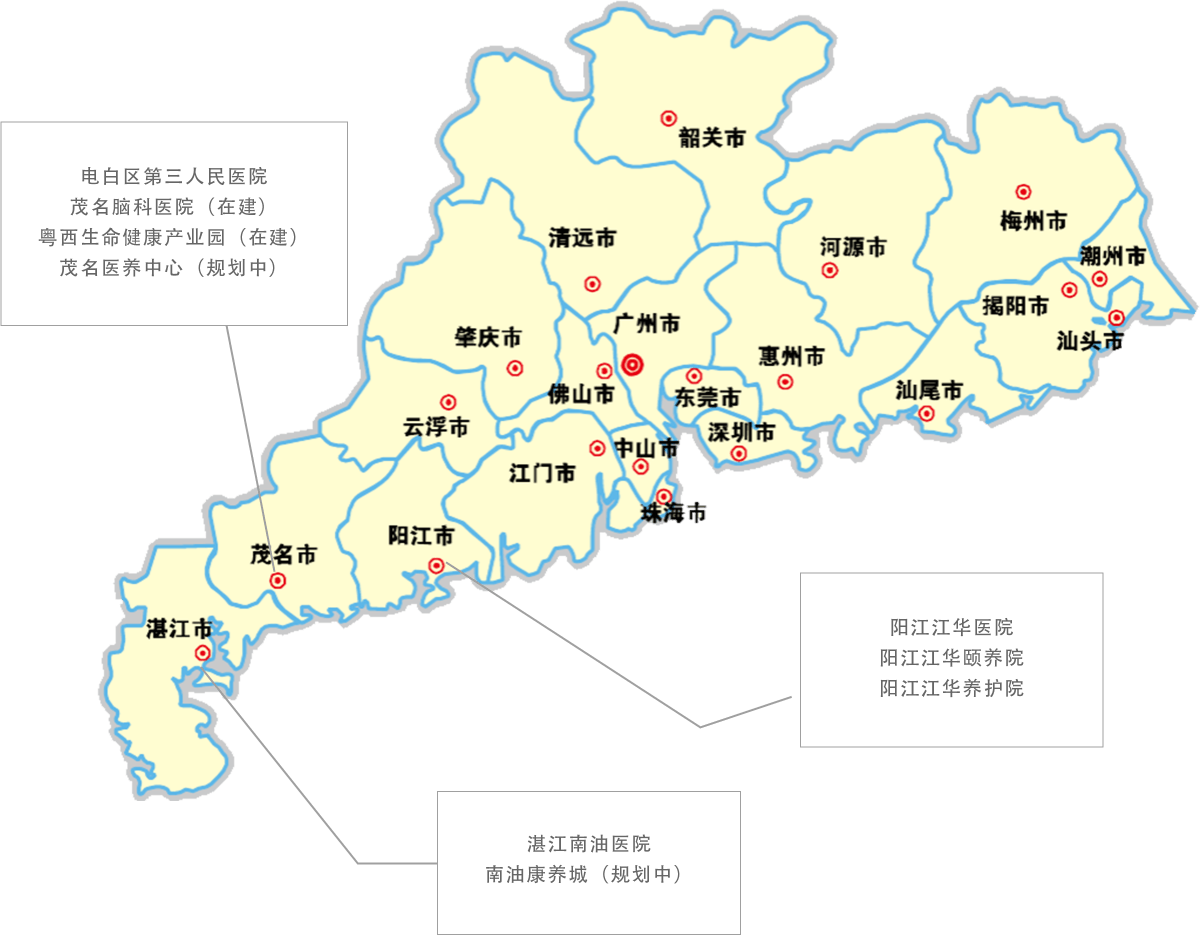 韶关市
电白区第三人民医院
茂名脑科医院（在建）
粤西生命健康产业园（在建）
茂名医养中心（规划中）
梅州市
清远市
河源市
潮州市
揭阳市
广州市
肇庆市
汕头市
惠州市
佛山市
东莞市
汕尾市
云浮市
深圳市
中山市
江门市
珠海市
阳江市
茂名市
湛江市
阳江江华医院
阳江江华颐养院
阳江江华养护院
湛江南油医院
南油康养城（规划中）